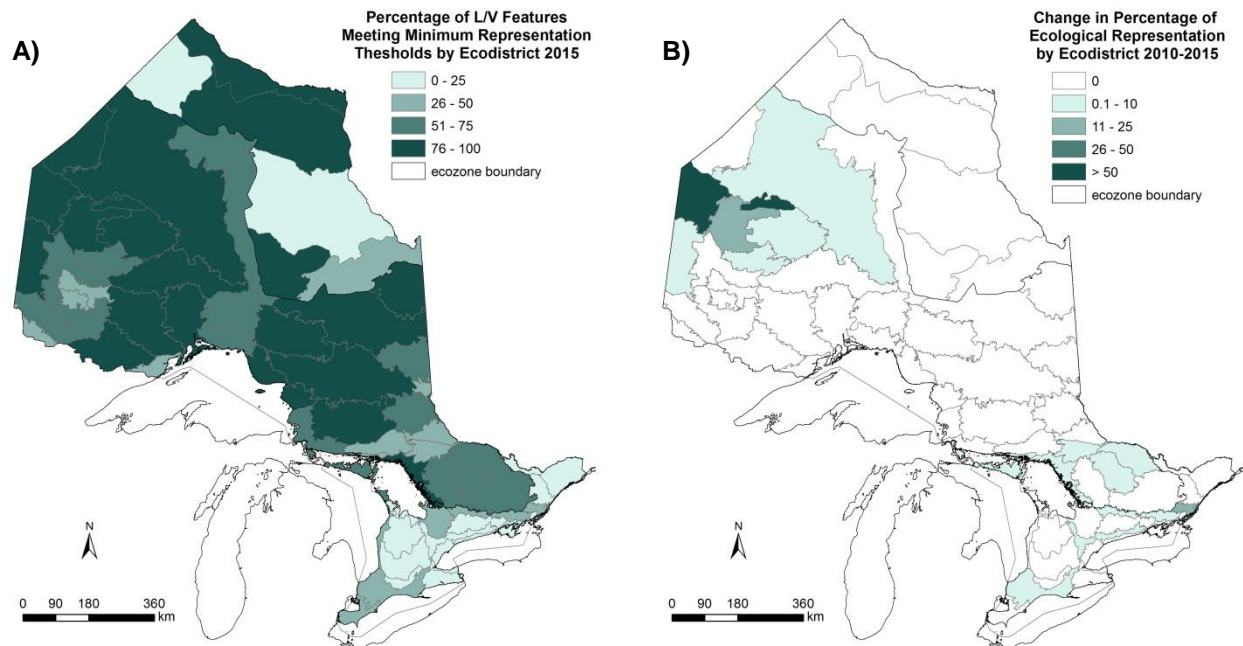 A)
Percentage of L/V Features
Meeting Minimum Representation
Thesholds by Ecodistrict 2015
0 - 25
26 - 50
51 - 75
76 - 100
ecozone boundary
N
0 90 180 360
km
B)
Change in Percentage of
Ecological Representation
by Ecodistrict 2010-2015
0
0.1 - 10
11 - 25
26 - 50
> 50
ecozone boundary
N
0 90 180 360
km